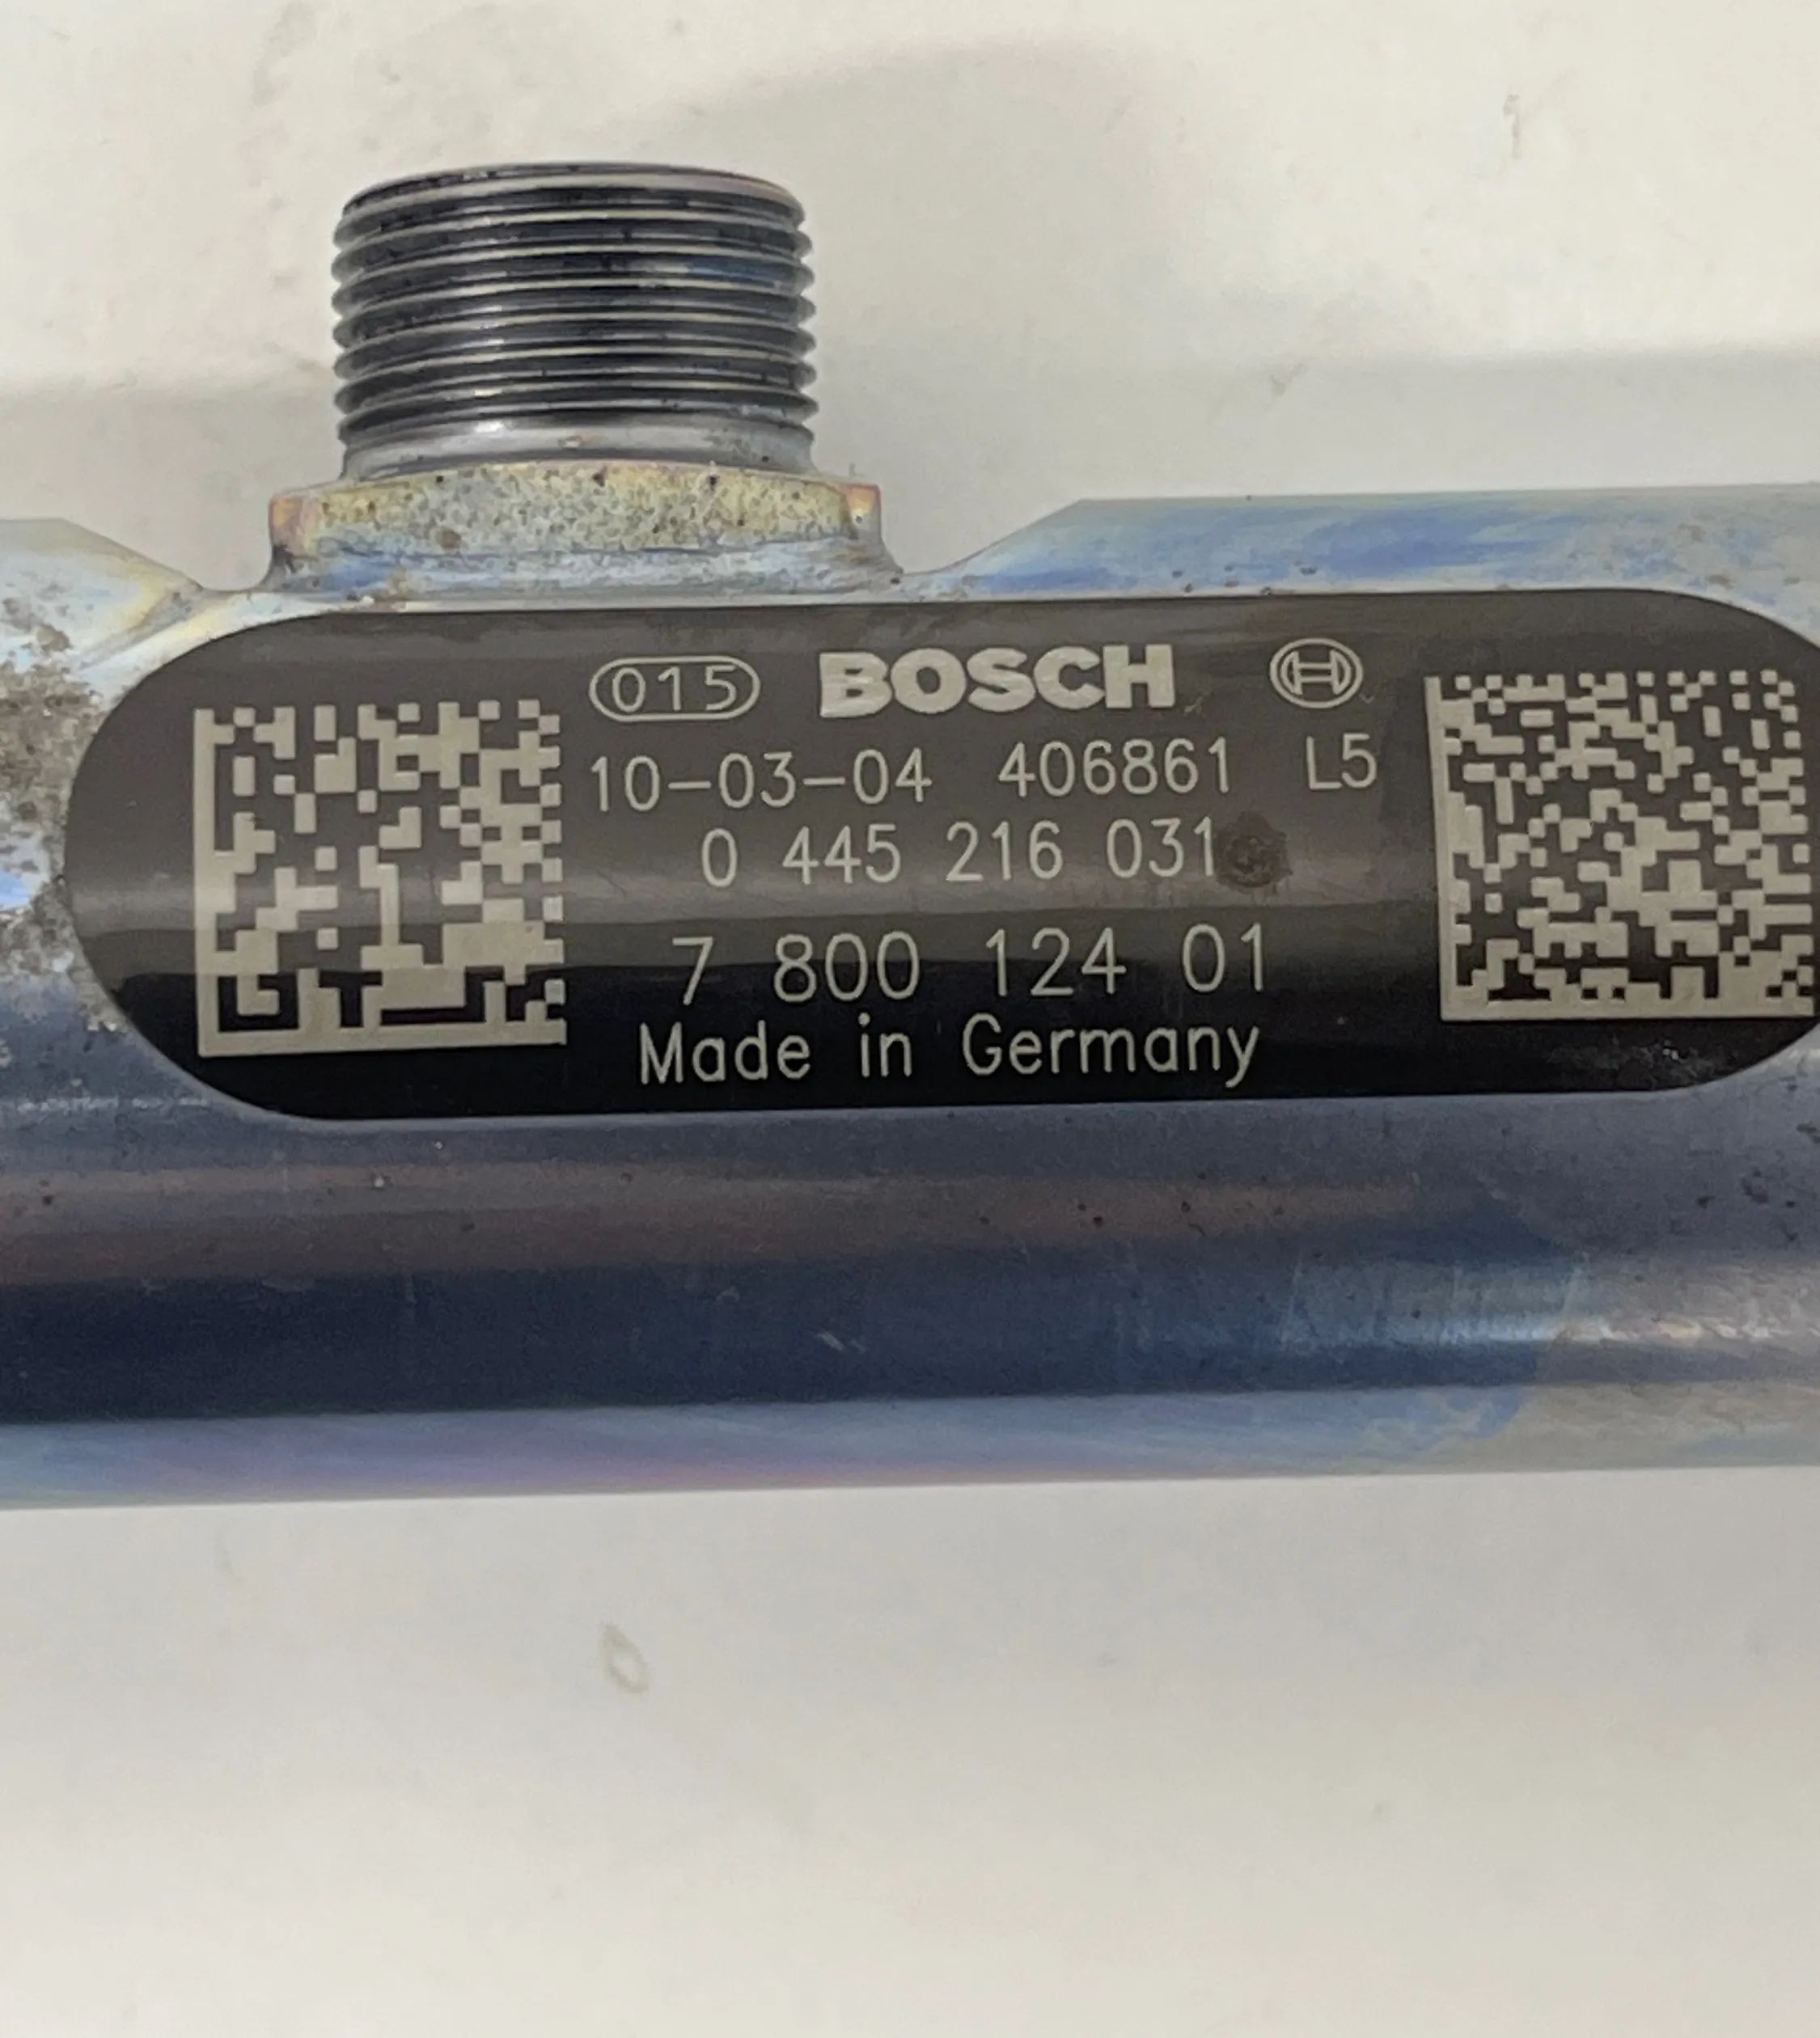 015 BOSCH
10-03-04 406861 L5
0 445 216 031
7 800 124 01
Made in Germany